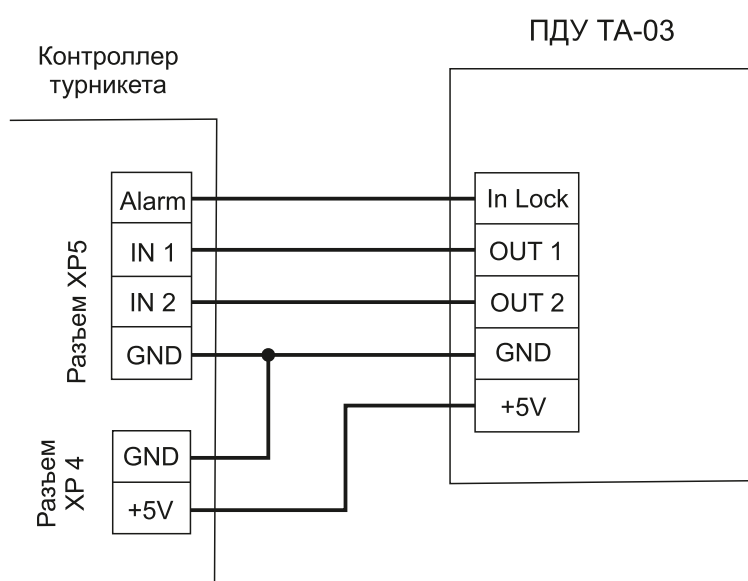 ПДУ ТА-03
Контроллер
турникета
Разъем XP5
Alarm
IN 1
IN 2
GND
In Lock
OUT 1
OUT 2
GND
+5V
Разъем
XP 4
GND
+5V